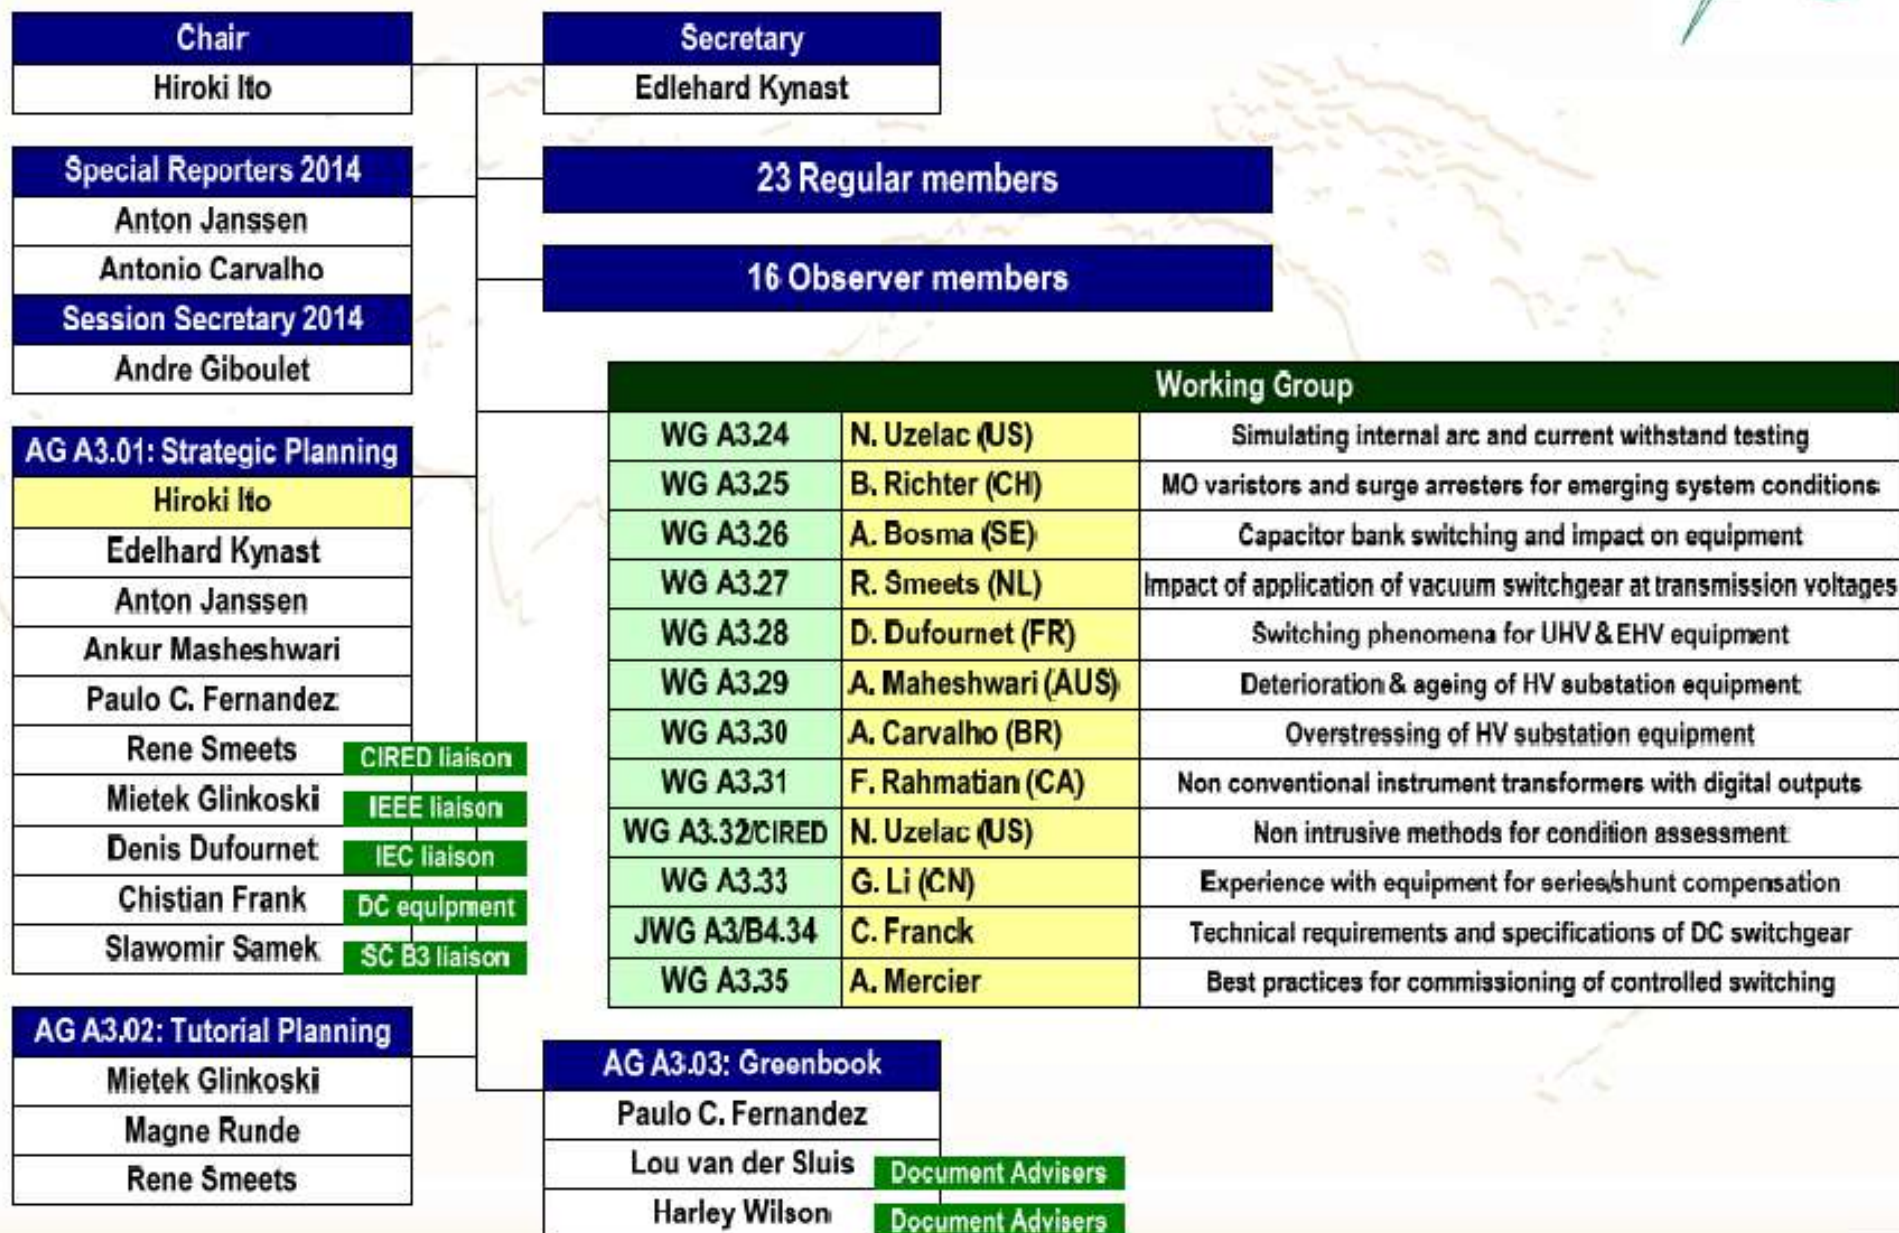 Chair
Hiroki Ito
Secretary
Edlehard Kynast
Special Reporters 2014
Anton Janssen
Antonio Carvalho
Session Secretary 2014
Andre Giboulet
23 Regular members
16 Observer members
AG A3.01: Strategic Planning
Hiroki Ito
Edelhard Kynast
Anton Janssen
Ankur Masheshwari
Paulo C. Fernandez
Rene Smeets CIRED liaison
Mietek Glinkoski IEEE liaison
Denis Dufournet IEC liaison
Chistian Frank DC equipment
Slawomir Samek SC B3 liaison
AG A3.02: Tutorial Planning
Mietek Glinkoski
Magne Runde
Rene Smeets
Working Group
WG A3.24 N. Uzelac (US) Simulating internal arc and current withstand testing
WG A3.25 B. Richter (CH) MO varistors and surge arresters for emerging system conditions
WG A3.26 A. Bosma (SE) Capacitor bank switching and impact on equipment
WG A3.27 R. Smeets (NL) Impact of application of vacuum switchgear at transmission voltages
WG A3.28 D. Dufournet (FR) Switching phenomena for UHV & EHV equipment
WG A3.29 A. Maheshwari (AUS) Deterioration & ageing of HV substation equipment
WG A3.30 A. Carvalho (BR) Overstressing of HV substation equipment
WG A3.31 F. Rahmatian (CA) Non conventional instrument transformers with digital outputs
WG A3.32/CIRED N. Uzelac (US) Non intrusive methods for condition assessment
WG A3.33 G. Li (CN) Experience with equipment for series/shunt compensation
JWG A3/B4.34 C. Franck Technical requirements and specifications of DC switchgear
WG A3.35 A. Mercier Best practices for commissioning of controlled switching
AG A3.03: Greenbook
Paulo C. Fernandez
Lou van der Sluis Document Advisers
Harley Wilson Document Advisers